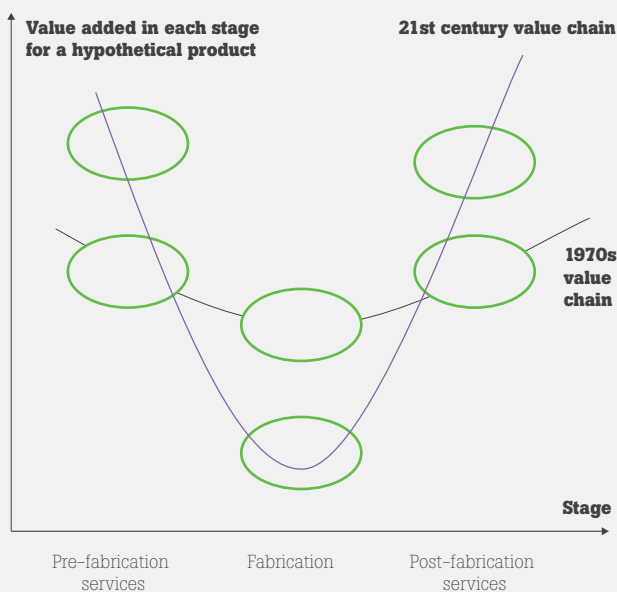 Value added in each stage
for a hypothetical product
21st century value chain
1970s
value
chain
Stage
Pre-fabrication
services
Fabrication
Post-fabrication
services